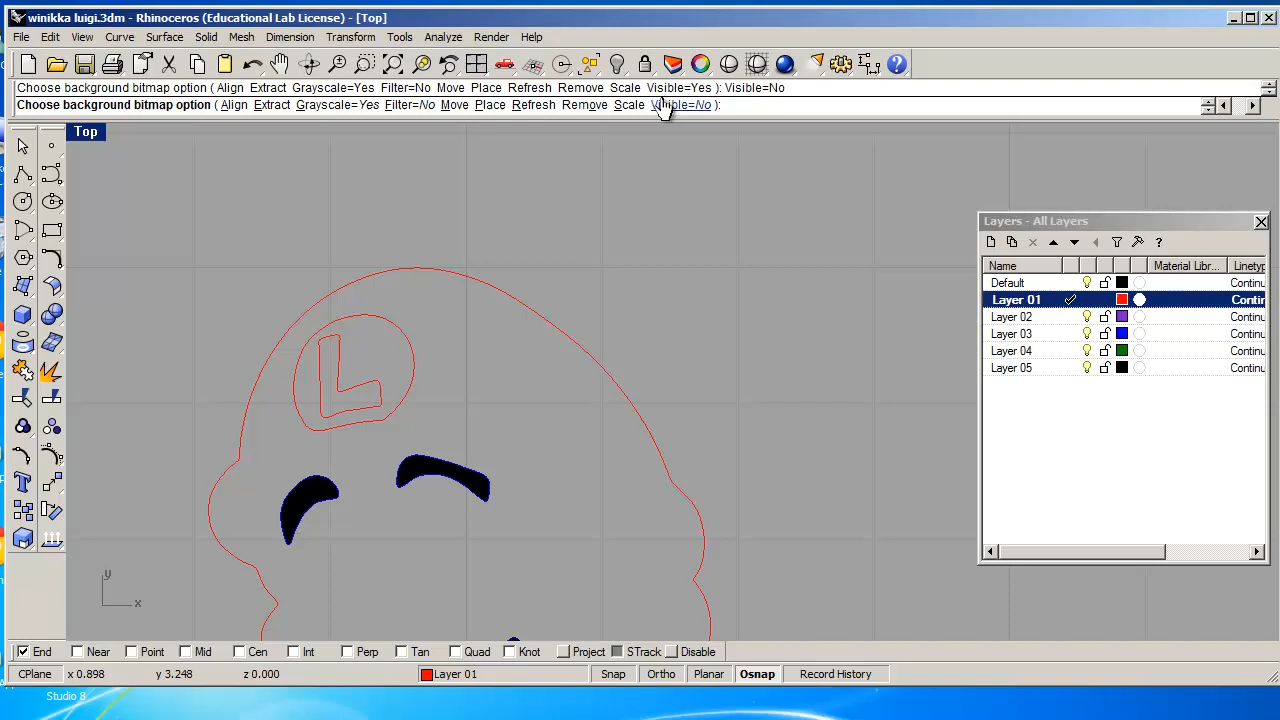 winikka luigi.3dm - Rhinoceros (Educational Lab License) - [Top]
File Edit View Curve Surface Solid Mesh Dimension Transform Tools Analyze Render Help
Choose background bitmap option ( Align Extract Grayscale=Yes Filter=No Move Place Refresh Remove Scale Visible=Yes ): Visible=No
Choose background bitmap option ( Align Extract Grayscale=Yes Filter=No Move Place Refresh Remove Scale Visible=No ):
Top
Layers - All Layers
Name Material Libr... Linetyp
Default Continu
Layer 01 Contin
Layer 02 Continu
Layer 03 Continu
Layer 04 Continu
Layer 05 Continu
L
y
x
End Near Point Mid Cen Int Perp Tan Quad Knot Project STrack Disable
CPlane x 0.898 y 3.248 z 0.000 Layer 01 Snap Ortho Planar Osnap Record History
Studio 8